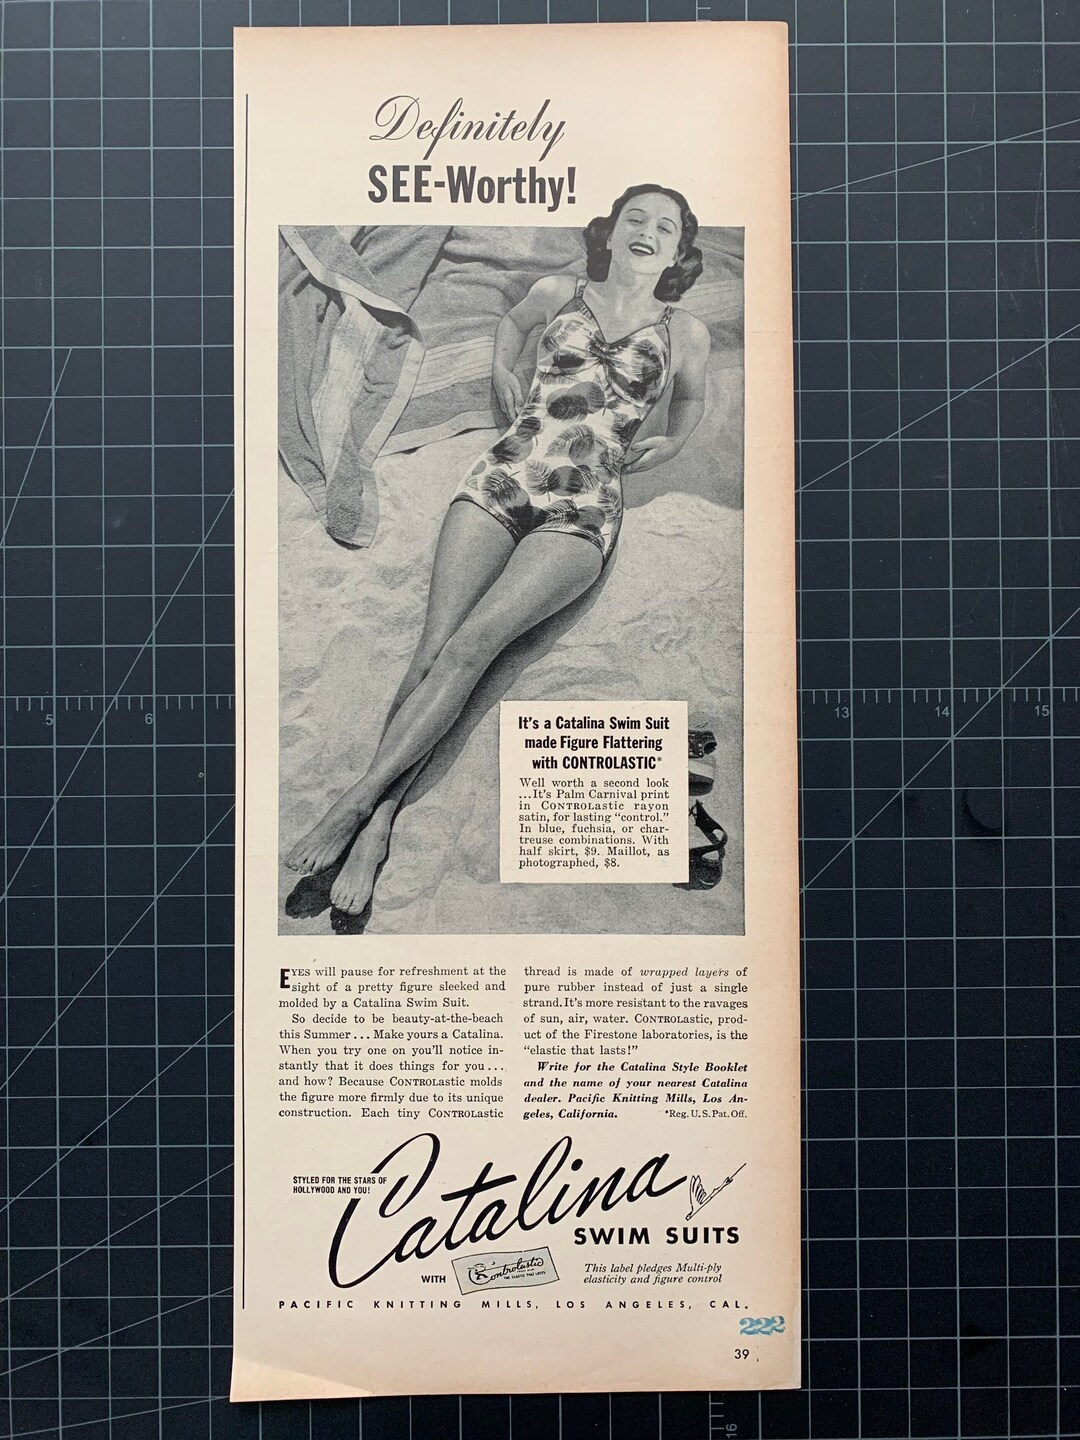 Definitely
SEE-Worthy!
It's a Catalina Swim Suit
made Figure Flattering
with CONTROLASTIC*
Well worth a second look
...It's Palm Carnival print
in CONTROLASTIC rayon
satin, for lasting "control."
In blue, fuchsia, or char-
treuse combinations. With
half skirt, $9. Maillot, as
photographed, $8.
EYES will pause for refreshment at the
sight of a pretty figure sleeked and
molded by a Catalina Swim Suit.
So decide to be beauty-at-the-beach
this Summer... Make yours a Catalina.
When you try one on you'll notice in-
stantly that it does things for you...
and how? Because CONTROLASTIC molds
the figure more firmly due to its unique
construction. Each tiny CONTROLASTIC
thread is made of wrapped layers of
pure rubber instead of just a single
strand. It's more resistant to the ravages
of sun, air, water. CONTROLASTIC, prod-
uct of the Firestone laboratories, is the
"elastic that lasts!"
Write for the Catalina Style Booklet
and the name of your nearest Catalina
dealer. Pacific Knitting Mills, Los An-
geles, California. *Reg. U.S. Pat. Off.
STYLED FOR THE STARS OF
HOLLYWOOD AND YOU!
Catalina
SWIM SUITS
WITH
Controlastic
THE ELASTIC THAT LASTS
This label pledges Multi-ply
elasticity and figure control
PACIFIC KNITTING MILLS, LOS ANGELES, CAL.
222
39
5 6 13 14 15
16